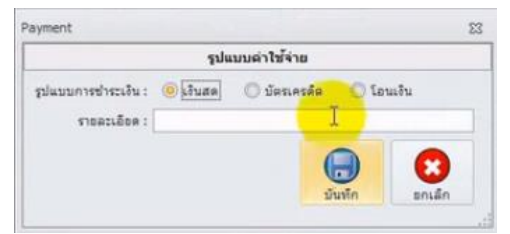 Payment
รูปแบบค่าใช้จ่าย
รูปแบบการชำระเงิน : เงินสด บัตรเครดิต โอนเงิน
รายละเอียด :
บันทึก ยกเลิก